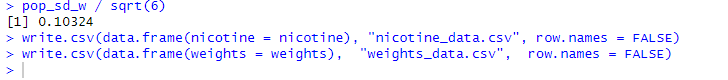 > pop_sd_w / sqrt(6)
[1] 0.10324
> write.csv(data.frame(nicotine = nicotine), "nicotine_data.csv", row.names = FALSE)
> write.csv(data.frame(weights = weights),  "weights_data.csv",  row.names = FALSE)
>